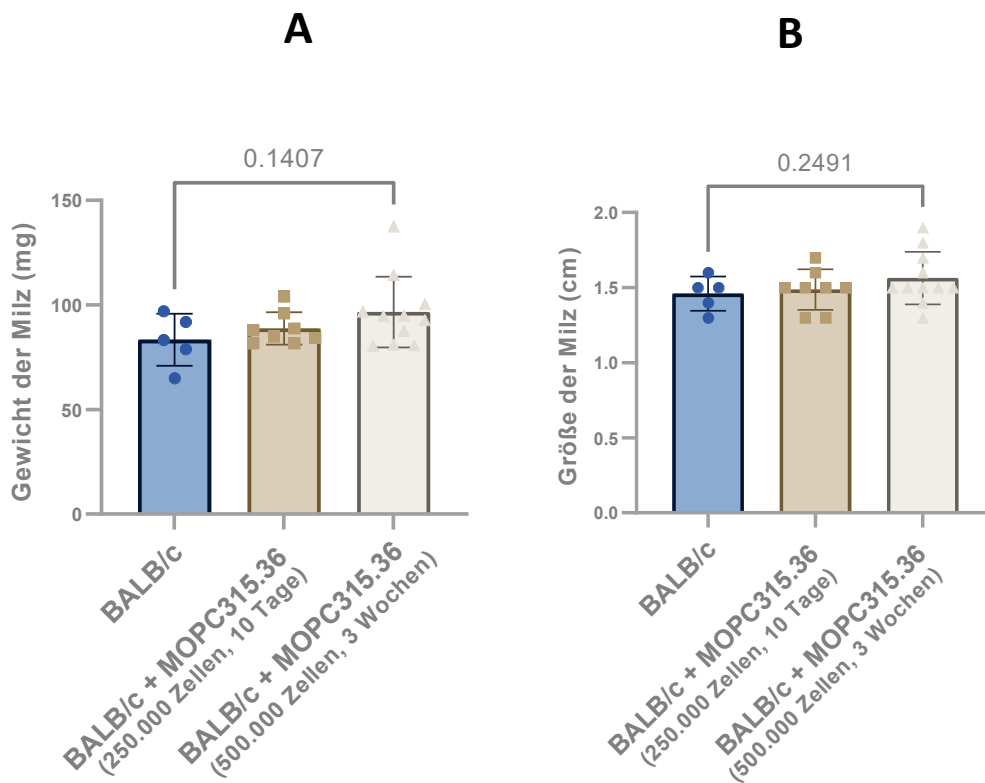 A
0.1407
Gewicht der Milz (mg)
150
100
50
0
BALB/c
BALB/c + MOPC315.36
(250.000 Zellen, 10 Tage)
BALB/c + MOPC315.36
(500.000 Zellen, 3 Wochen)
B
0.2491
Größe der Milz (cm)
2.0
1.5
1.0
0.5
0.0
BALB/c
BALB/c + MOPC315.36
(250.000 Zellen, 10 Tage)
BALB/c + MOPC315.36
(500.000 Zellen, 3 Wochen)